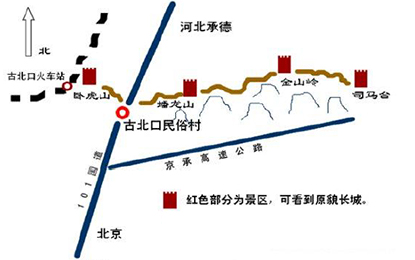 河北承德
北
古北口火车站
金山岭
卧虎山
蟠龙山
司马台
古北口民俗村
京承高速公路
101国道
红色部分为景区，可看到原貌长城。
北京